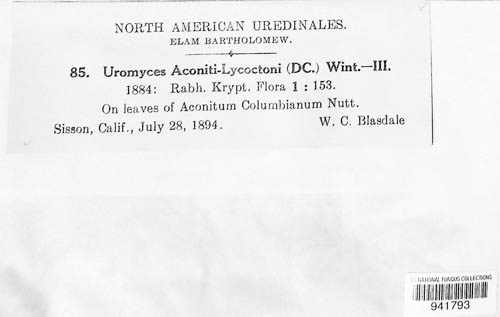 NORTH AMERICAN UREDINALES.
ELAM BARTHOLOMEW.
85. Uromyces Aconiti-Lycoctoni (DC.) Wint.—III.
1884: Rabh. Krypt. Flora 1 : 153.
On leaves of Aconitum Columbianum Nutt.
Sisson, Calif., July 28, 1894. W. C. Blasdale
US NATIONAL FUNGUS COLLECTIONS
941793